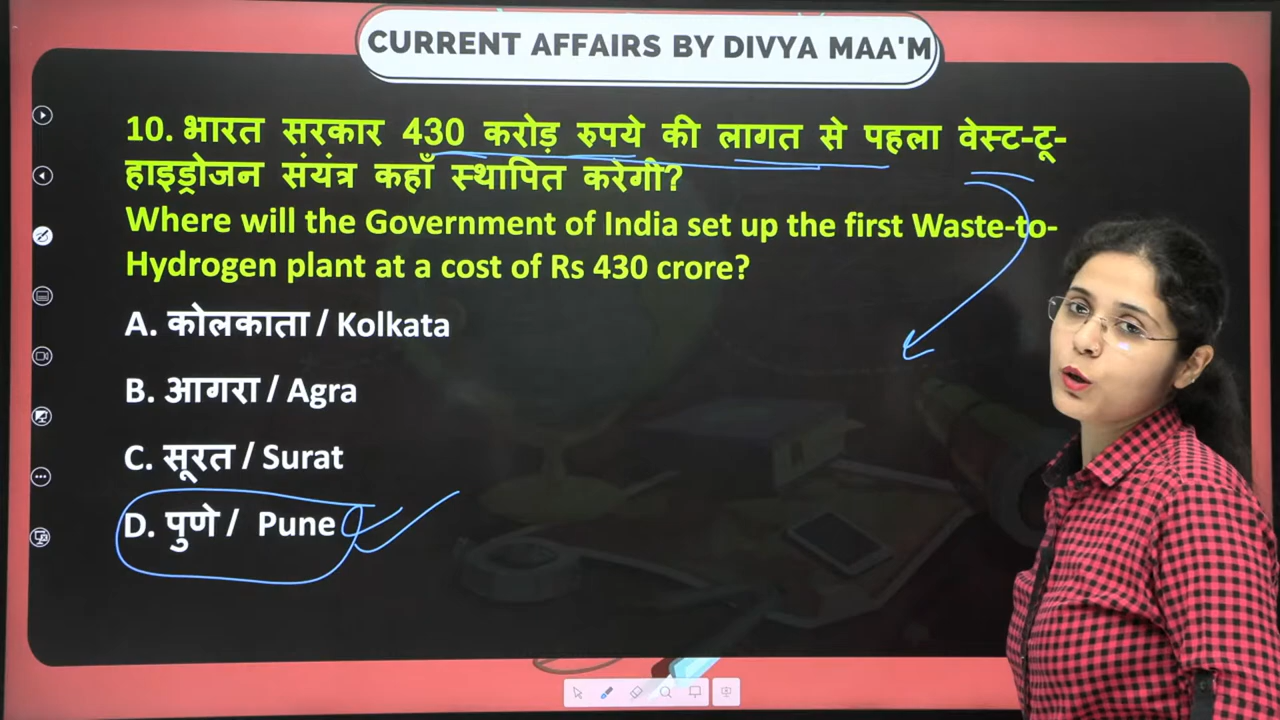 CURRENT AFFAIRS BY DIVYA MAA'M
10. भारत सरकार 430 करोड़ रुपये की लागत से पहला वेस्ट-टू-
हाइड्रोजन संयंत्र कहाँ स्थापित करेगी?
Where will the Government of India set up the first Waste-to-
Hydrogen plant at a cost of Rs 430 crore?
A. कोलकाता / Kolkata
B. आगरा / Agra
C. सूरत / Surat
D. पुणे / Pune